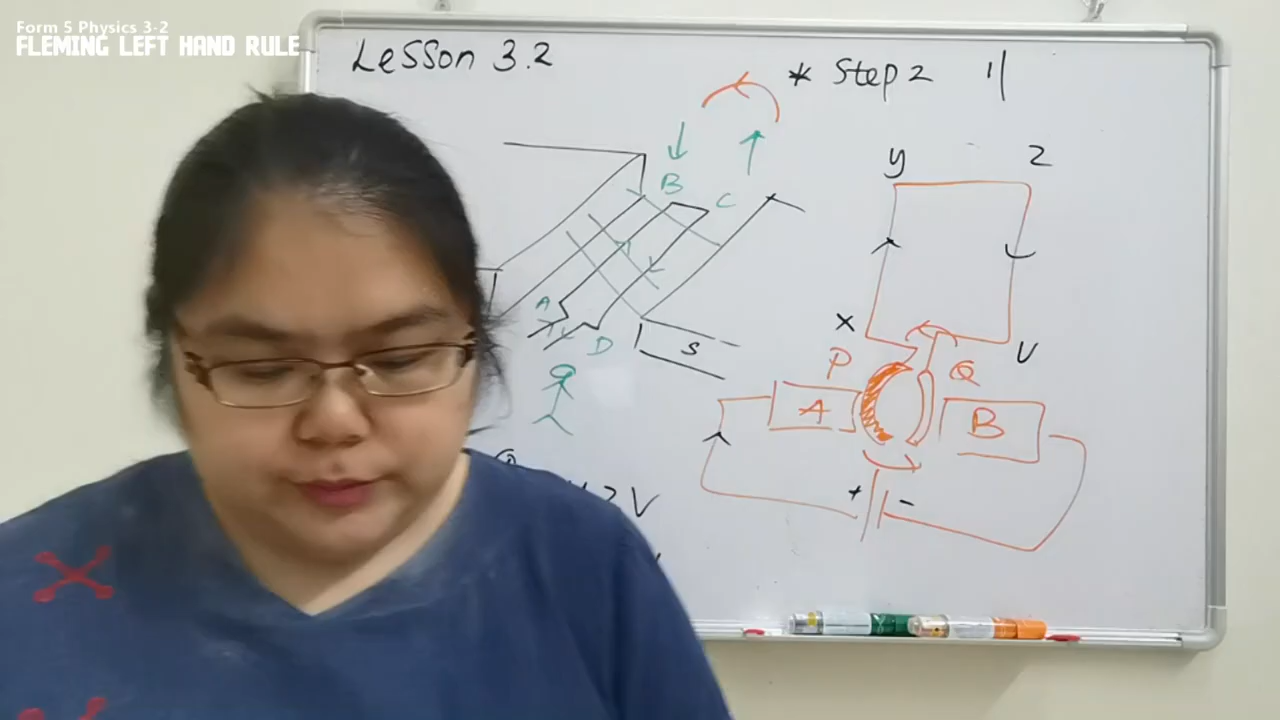 Form 5 Physics 3-2
FLEMING LEFT HAND RULE
Lesson 3.2
* Step 2
B
C
A
D
S
y
Z
X
V
P
Q
A
B
+
-